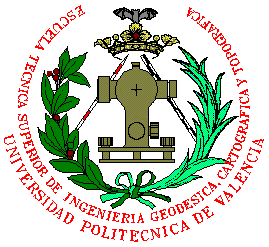 ESCUELA TECNICA SUPERIOR DE INGENIERIA GEODESICA, CARTOGRAFICA Y TOPOGRAFICA
UNIVERSIDAD POLITECNICA DE VALENCIA